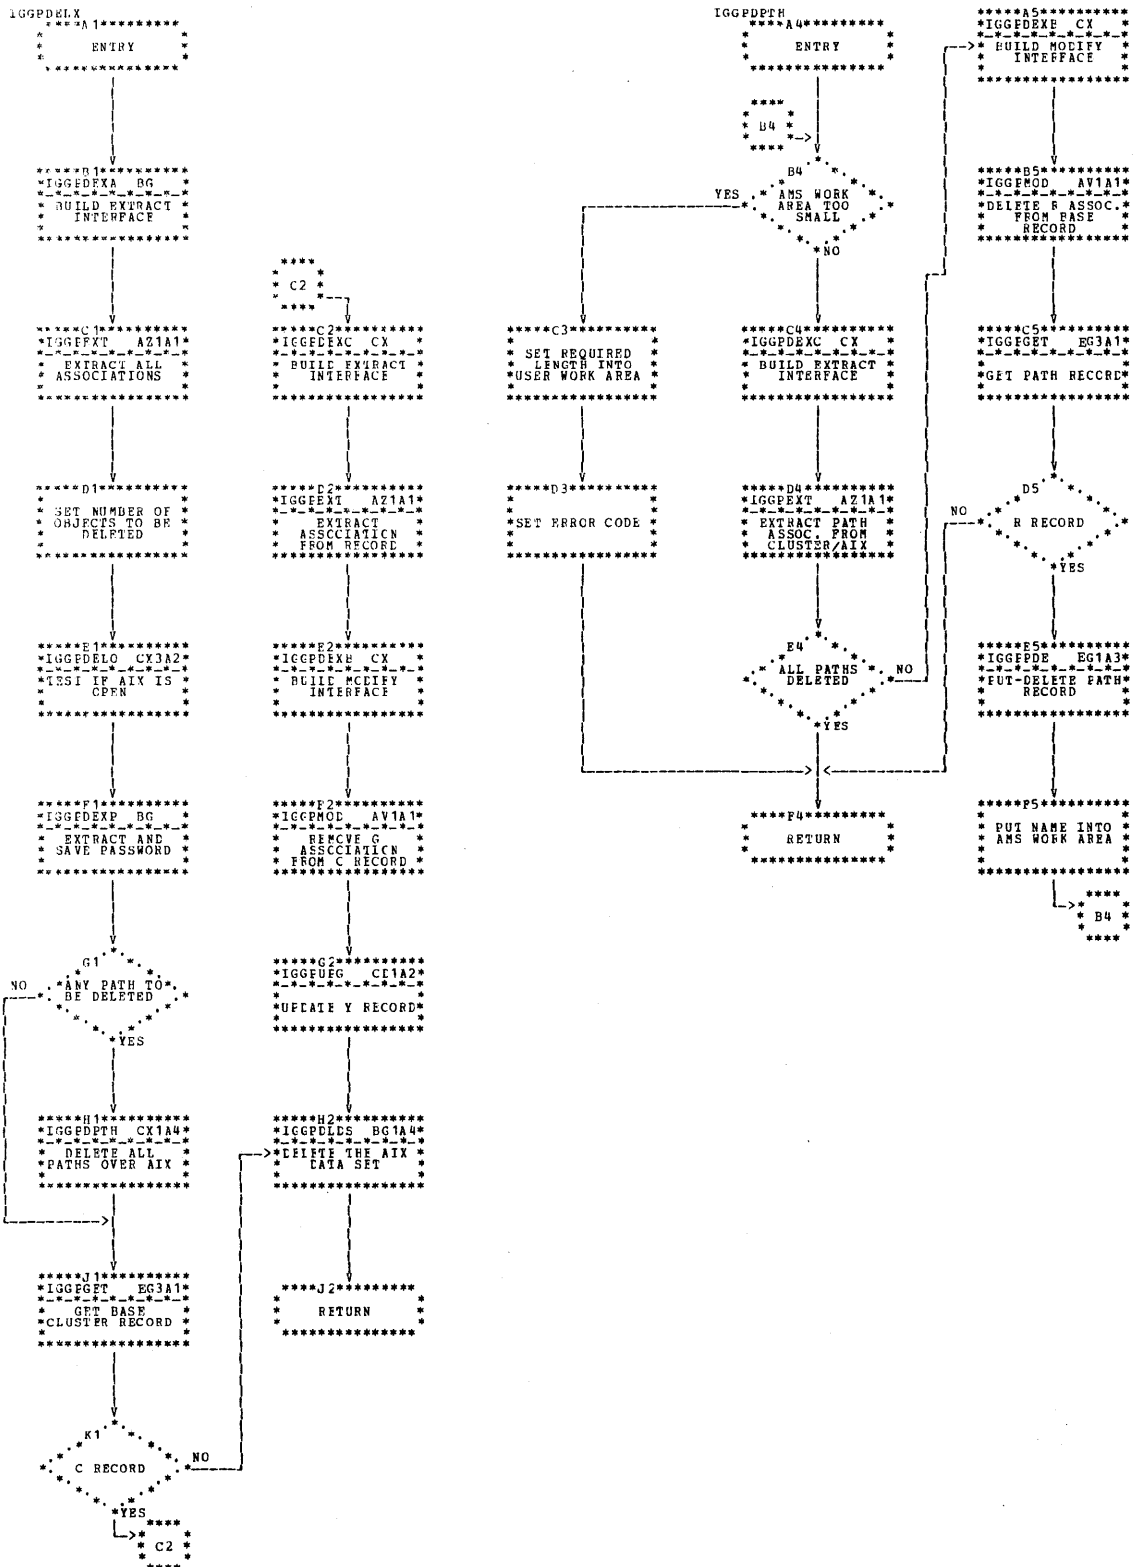 IGGPDELX
A1
ENTRY
B1
IGGPDEXA BG
BUILD EXTRACT
INTERFACE
C1
IGGPEXT AZ1A1
EXTRACT ALL
ASSOCIATIONS
D1
SET NUMBER OF
OBJECTS TO BE
DELETED
E1
IGGPDELO CX3A2
TEST IF AIX IS
OPEN
F1
IGGPDEXP BG
EXTRACT AND
SAVE PASSWORD
G1
ANY PATH TO
BE DELETED
NO
YES
H1
IGGPDPTH CX1A4
DELETE ALL
PATHS OVER AIX
J1
IGGPGET EG3A1
GET BASE
CLUSTER RECORD
K1
C RECORD
NO
YES
C2
C2
C2
IGGPDEXC CX
BUILD EXTRACT
INTERFACE
D2
IGGPEXT AZ1A1
EXTRACT
ASSOCIATION
FROM RECORD
E2
IGGPDEXB CX
BUILD MODIFY
INTERFACE
F2
IGGPMOD AV1A1
REMOVE G
ASSOCIATION
FROM C RECORD
G2
IGGPUPG CE1A2
UPDATE Y RECORD
H2
IGGPDLDS BG1A4
DELETE THE AIX
DATA SET
J2
RETURN
IGGPDPTH
A4
ENTRY
B4
B4
AMS WORK
AREA TOO
SMALL
YES
NO
C3
SET REQUIRED
LENGTH INTO
USER WORK AREA
D3
SET ERROR CODE
C4
IGGPDEXC CX
BUILD EXTRACT
INTERFACE
D4
IGGPEXT AZ1A1
EXTRACT PATH
ASSOC. FROM
CLUSTER/AIX
E4
ALL PATHS
DELETED
NO
YES
F4
RETURN
A5
IGGPDEXB CX
BUILD MODIFY
INTERFACE
B5
IGGPMOD AV1A1
DELETE R ASSOC.
FROM BASE
RECORD
C5
IGGPGET EG3A1
GET PATH RECORD
D5
R RECORD
NO
YES
E5
IGGPPDE EG1A3
PUT-DELETE PATH
RECORD
F5
PUT NAME INTO
AMS WORK AREA
B4